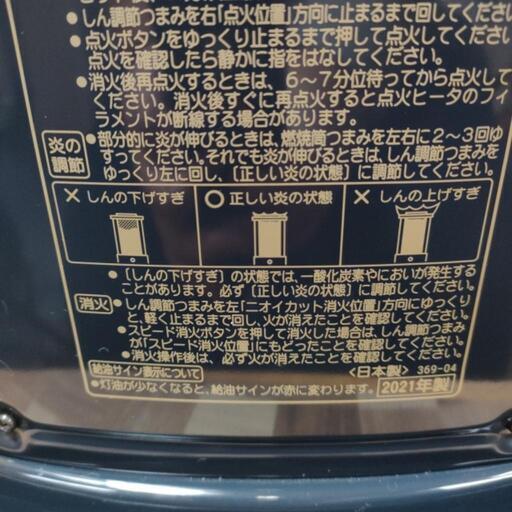 ●しん調節つまみを右「点火位置」方向に止まるまで回してください。
●点火ボタンをゆっくり止まるまで押して点火してください
点火を確認したら静かに指をはなしてください。
●消火後再点火するときは、6〜7分位待ってから点火して
ください。消火後すぐに再点火すると点火ヒータのフィ
ラメントが断線する場合があります。
炎の調節
●部分的に炎が伸びるときは、燃焼筒つまみを左右に2〜3回ゆ
すってください。それでも炎が伸びるときは、しん調節つまみを
ゆっくり左に回し、〔正しい炎の状態〕にしてください。
× しんの下げすぎ ○ 正しい炎の状態 × しんの上げすぎ
●〔しんの下げすぎ〕の状態では、一酸化炭素やにおいが発生する
ことがあります。必ず〔正しい炎の状態〕にしてください。
消火
●しん調節つまみを左「ニオイカット消火位置」方向にゆっくり
と、軽く止まるまで回し、火が消えたことを確認してください。
●スピード消火ボタンを押して消火した場合は、しん調節つまみ
が「スピード消火位置」にもどったことを確認してください。
●消火操作後は、必ず火が消えたことを確認してください。
給油サイン表示について
〈日本製〉 369-04
●灯油が少なくなると、給油サインが赤に変わります。
2021年製